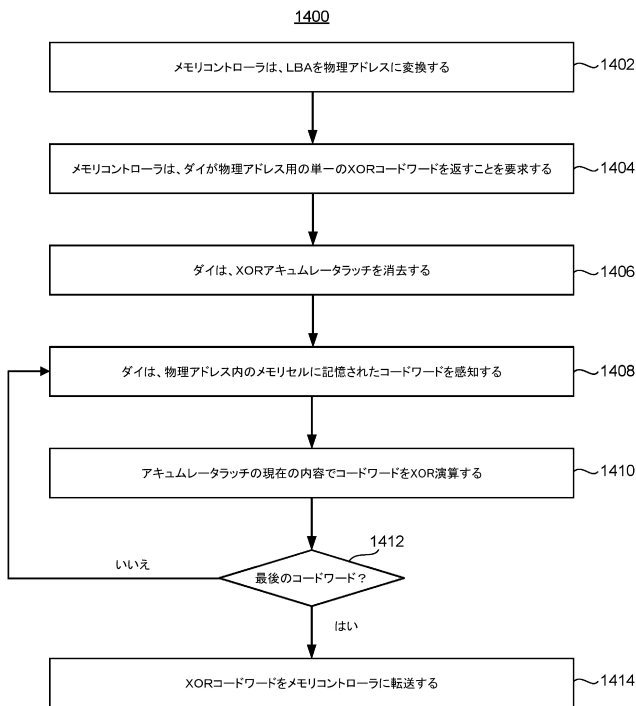 1400
メモリコントローラは、LBAを物理アドレスに変換する
1402
メモリコントローラは、ダイが物理アドレス用の単一のXORコードワードを返すことを要求する
1404
ダイは、XORアキュムレータラッチを消去する
1406
ダイは、物理アドレス内のメモリセルに記憶されたコードワードを感知する
1408
アキュムレータラッチの現在の内容でコードワードをXOR演算する
1410
1412
最後のコードワード？
いいえ
はい
XORコードワードをメモリコントローラに転送する
1414